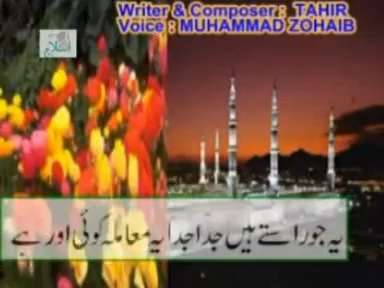 Writer & Composer : TAHIR
Voice : MUHAMMAD ZOHAIB
یہ جو راستے ہیں جدا جدا یہ معاملہ کوئی اور ہے